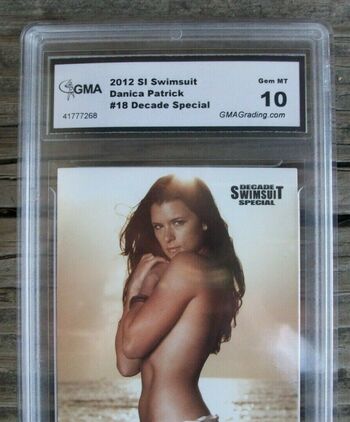 GMA
41777268
2012 SI Swimsuit
Danica Patrick
#18 Decade Special
Gem MT
10
GMAGrading.com
DECADE
SWIMSUIT
SPECIAL